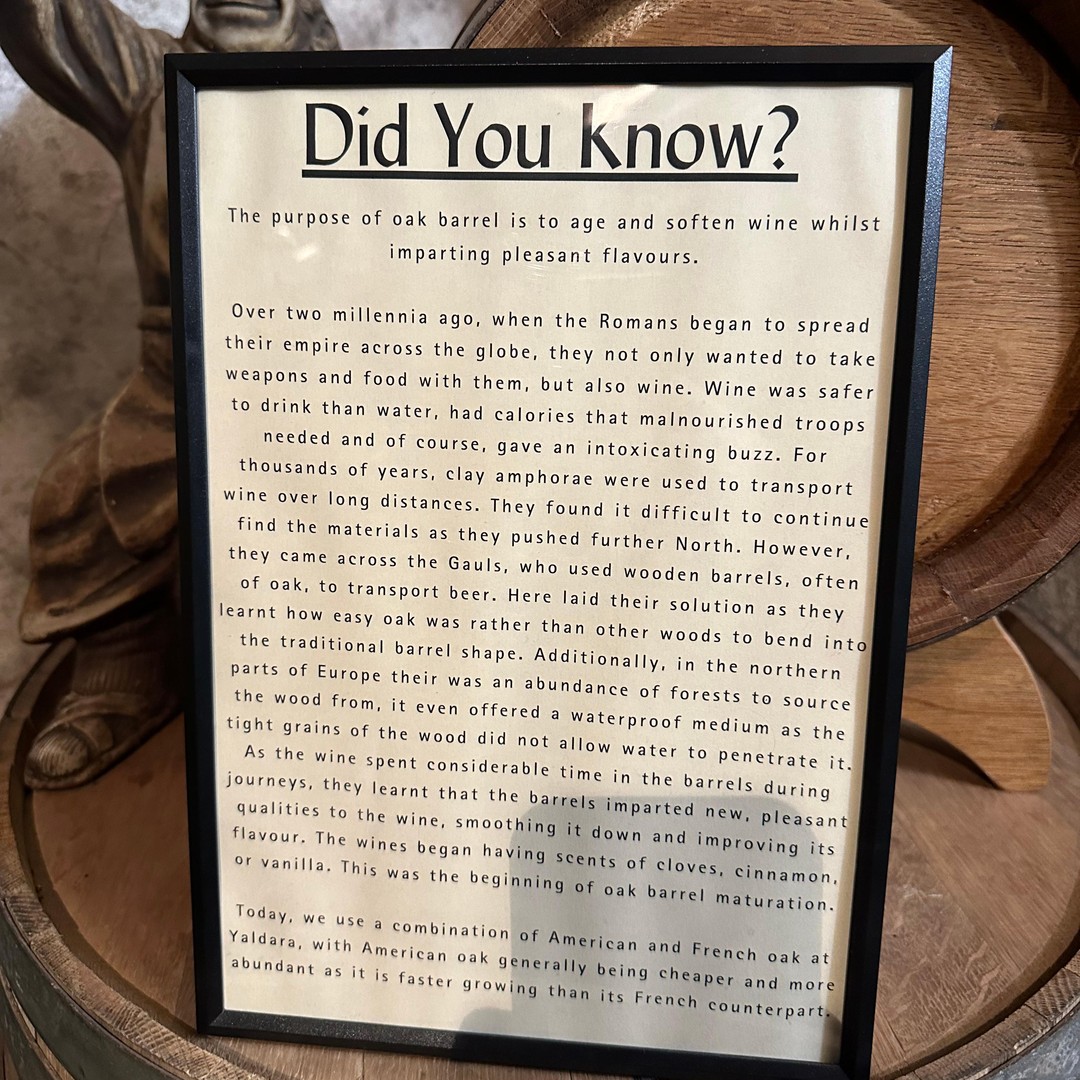 Did You Know?
The purpose of oak barrel is to age and soften wine whilst
imparting pleasant flavours.
Over two millennia ago, when the Romans began to spread
their empire across the globe, they not only wanted to take
weapons and food with them, but also wine. Wine was safer
to drink than water, had calories that malnourished troops
needed and of course, gave an intoxicating buzz. For
thousands of years, clay amphorae were used to transport
wine over long distances. They found it difficult to continue
find the materials as they pushed further North. However,
they came across the Gauls, who used wooden barrels, often
of oak, to transport beer. Here laid their solution as they
learnt how easy oak was rather than other woods to bend into
the traditional barrel shape. Additionally, in the northern
parts of Europe their was an abundance of forests to source
the wood from, it even offered a waterproof medium as the
tight grains of the wood did not allow water to penetrate it.
As the wine spent considerable time in the barrels during
journeys, they learnt that the barrels imparted new, pleasant
qualities to the wine, smoothing it down and improving its
flavour. The wines began having scents of cloves, cinnamon,
or vanilla. This was the beginning of oak barrel maturation.
Today, we use a combination of American and French oak at
Yaldara, with American oak generally being cheaper and more
abundant as it is faster growing than its French counterpart.